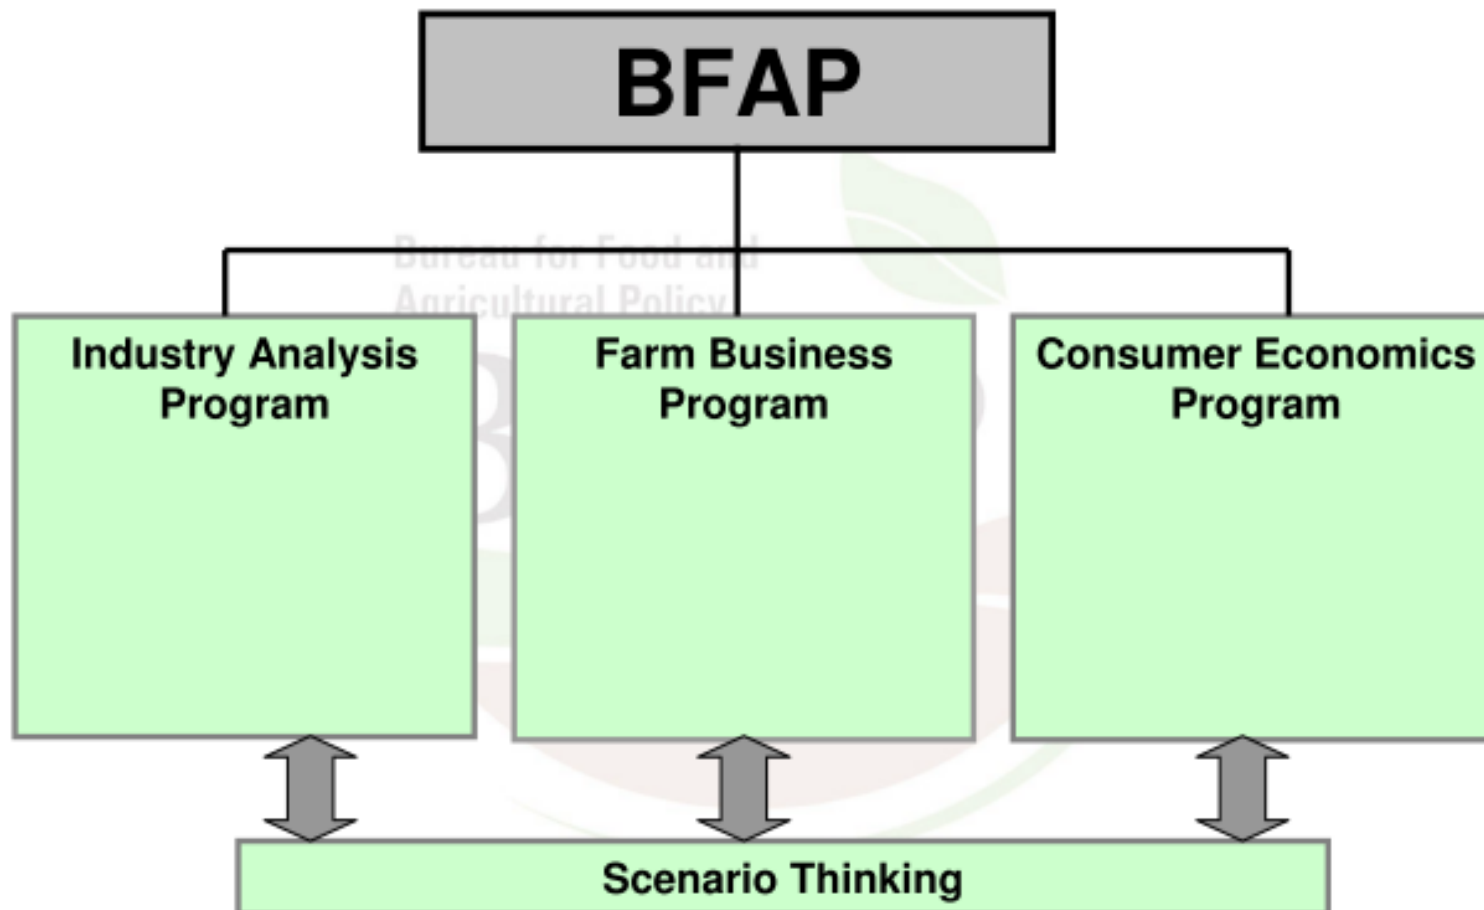 BFAP
Bureau for Food and
Agricultural Policy
Industry Analysis
Program
Farm Business
Program
Consumer Economics
Program
Scenario Thinking